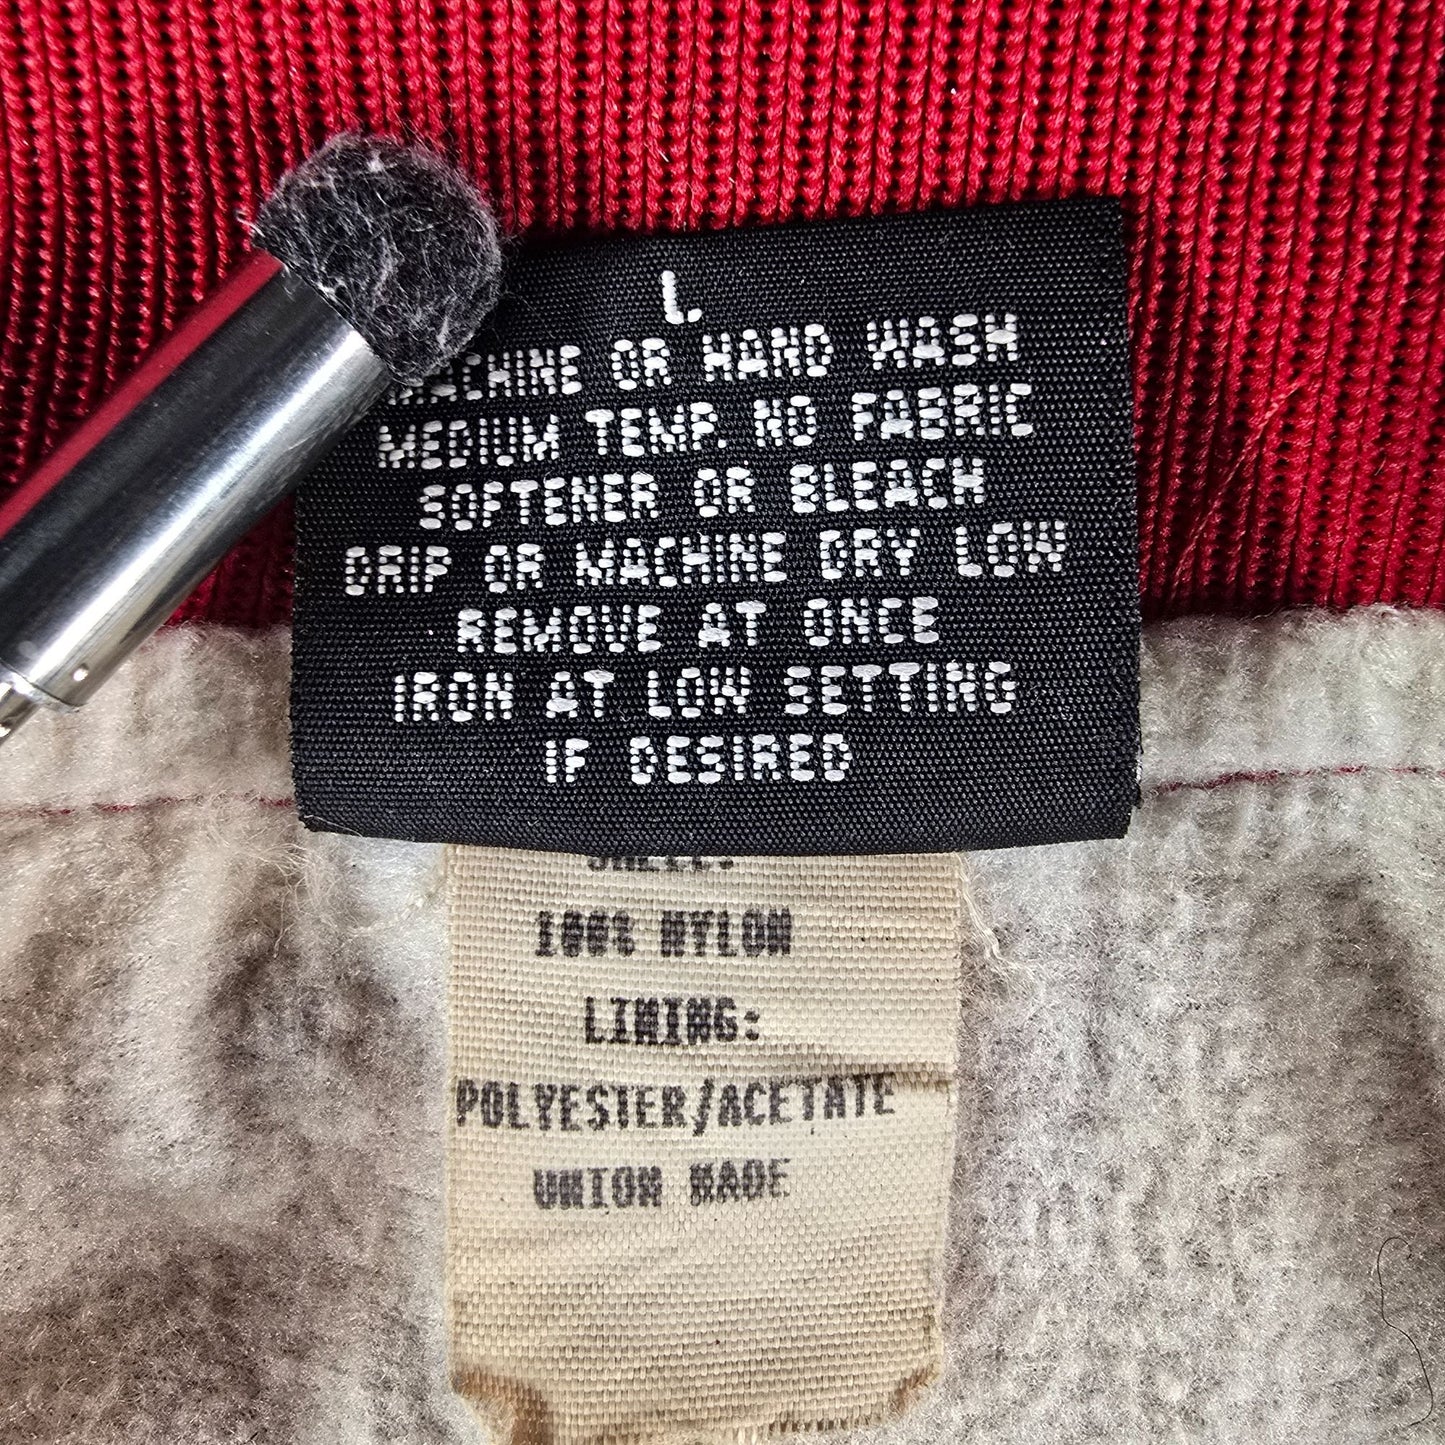 L.
MACHINE OR HAND WASH
MEDIUM TEMP. NO FABRIC
SOFTENER OR BLEACH
DRIP OR MACHINE DRY LOW
REMOVE AT ONCE
IRON AT LOW SETTING
IF DESIRED
SHELL:
100% NYLON
LINING:
POLYESTER/ACETATE
UNION MADE